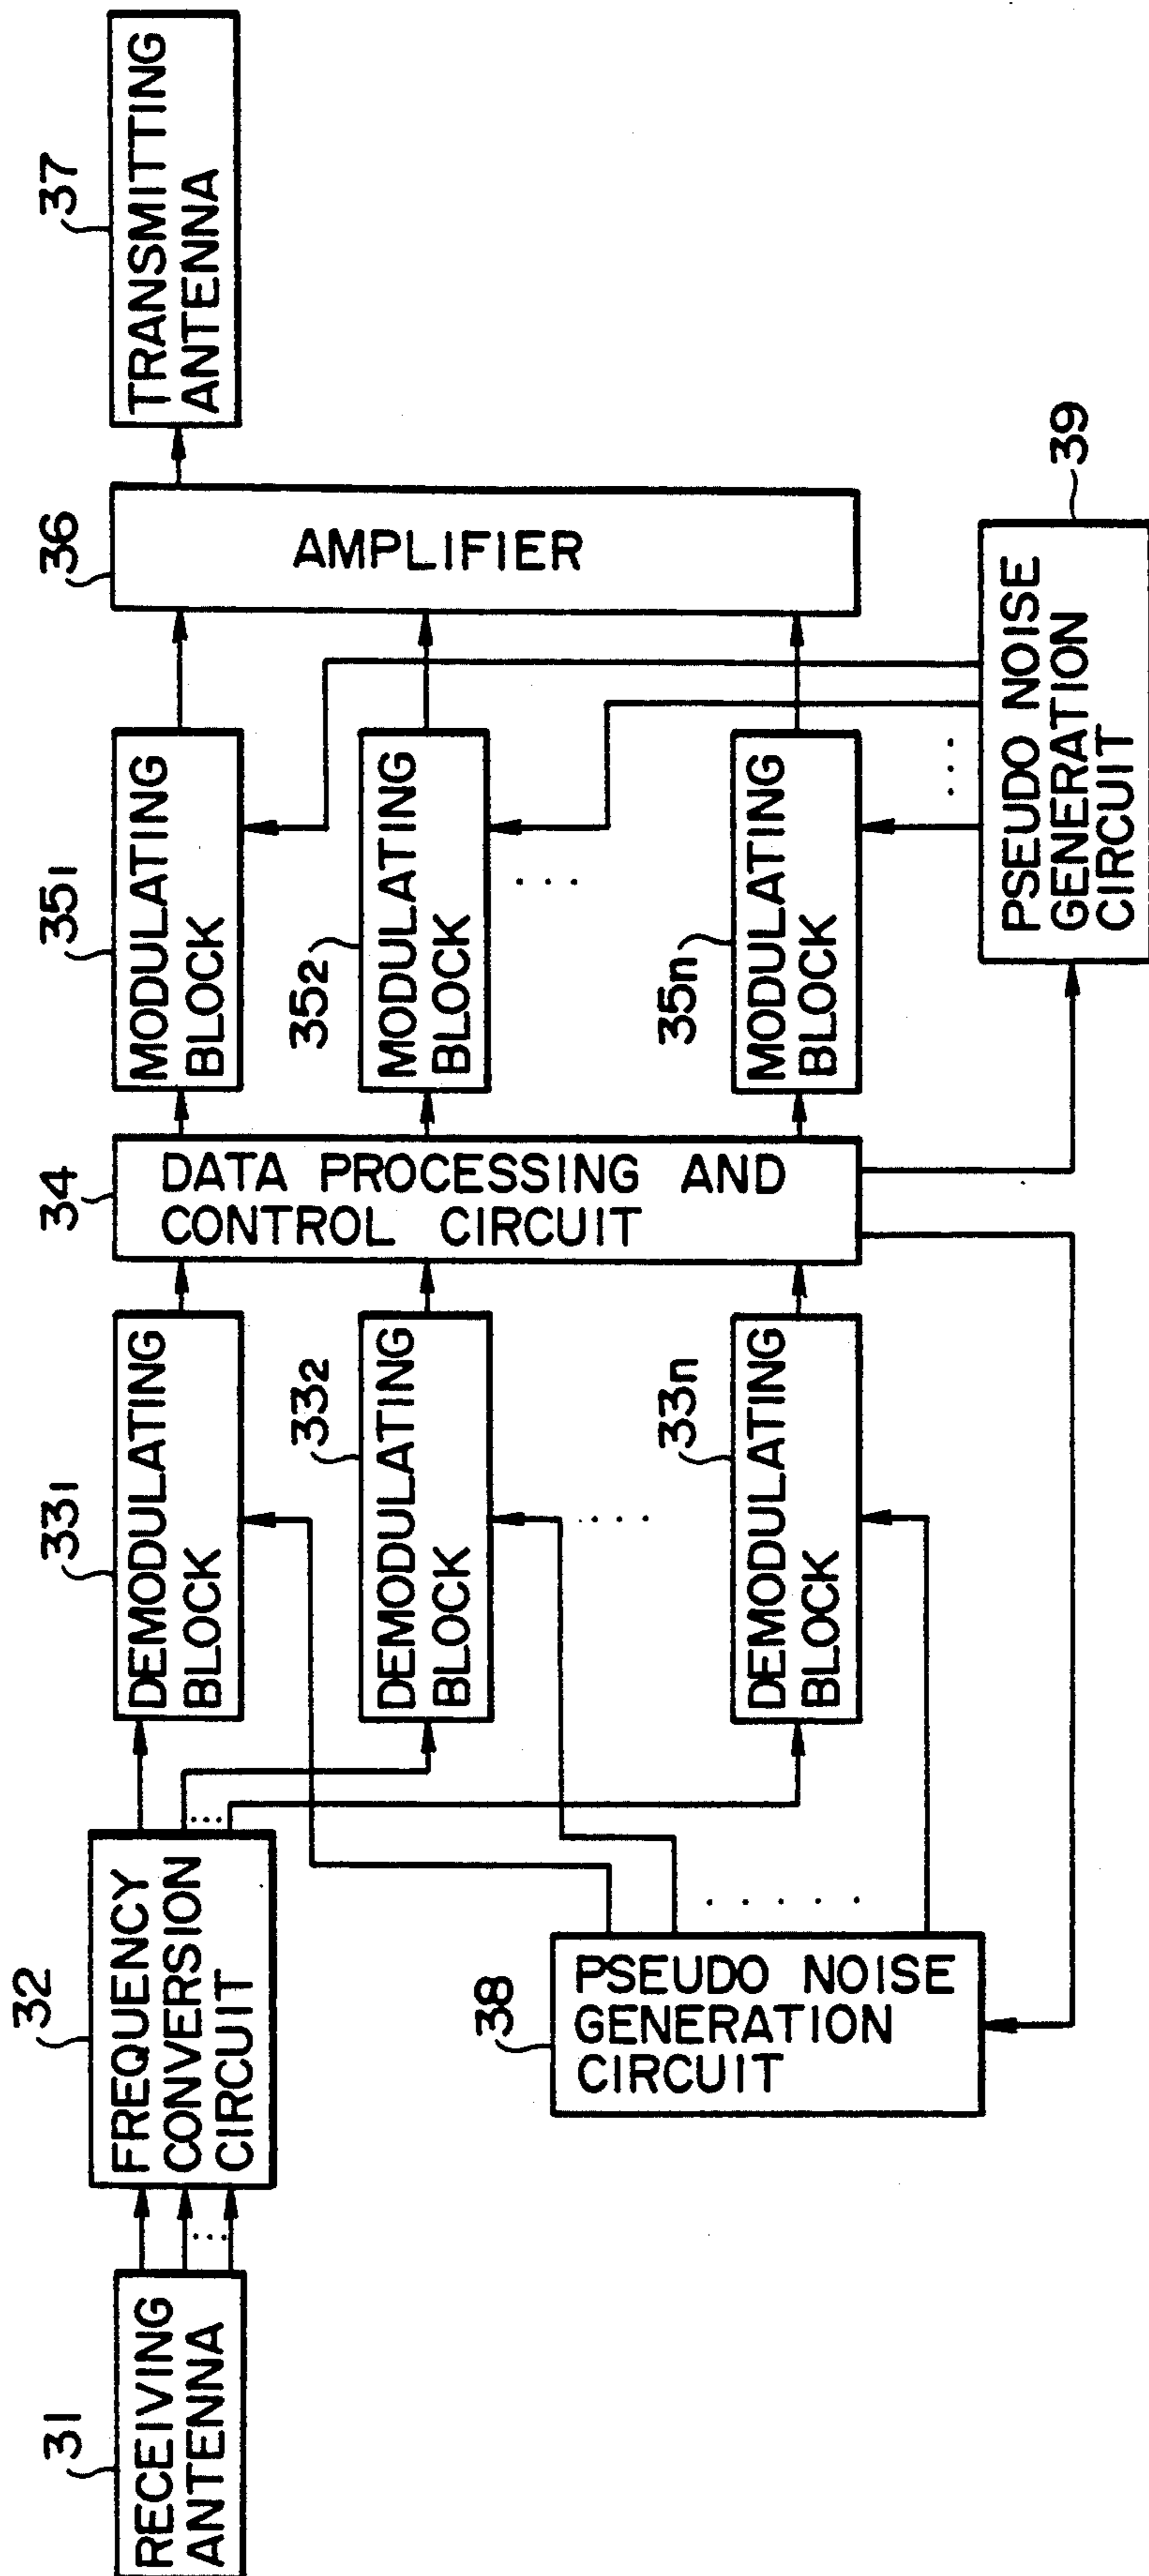 31
RECEIVING
ANTENNA
32
FREQUENCY
CONVERSION
CIRCUIT
331
DEMODULATING
BLOCK
332
DEMODULATING
BLOCK
33n
DEMODULATING
BLOCK
34
DATA PROCESSING AND
CONTROL CIRCUIT
351
MODULATING
BLOCK
352
MODULATING
BLOCK
35n
MODULATING
BLOCK
36
AMPLIFIER
37
TRANSMITTING
ANTENNA
38
PSEUDO NOISE
GENERATION
CIRCUIT
39
PSEUDO NOISE
GENERATION
CIRCUIT